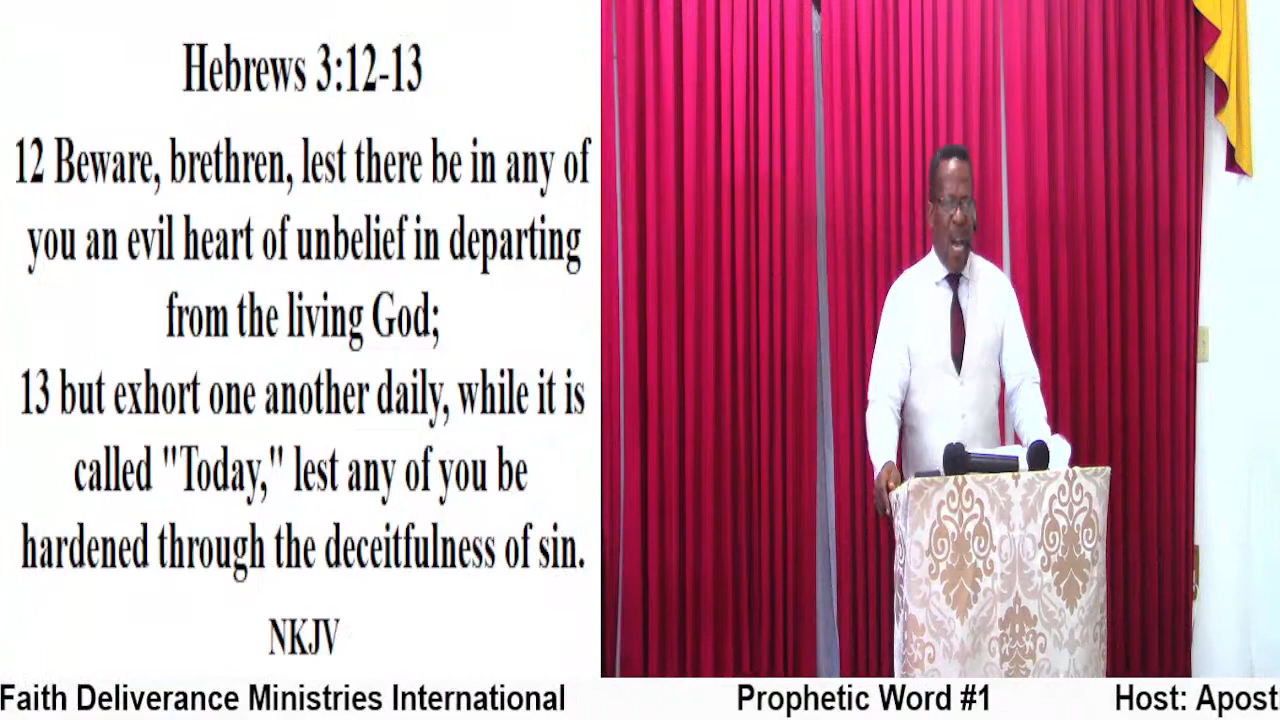 Hebrews 3:12-13
12 Beware, brethren, lest there be in any of
you an evil heart of unbelief in departing
from the living God;
13 but exhort one another daily, while it is
called "Today," lest any of you be
hardened through the deceitfulness of sin.
NKJV
Faith Deliverance Ministries International Prophetic Word #1 Host: Apost